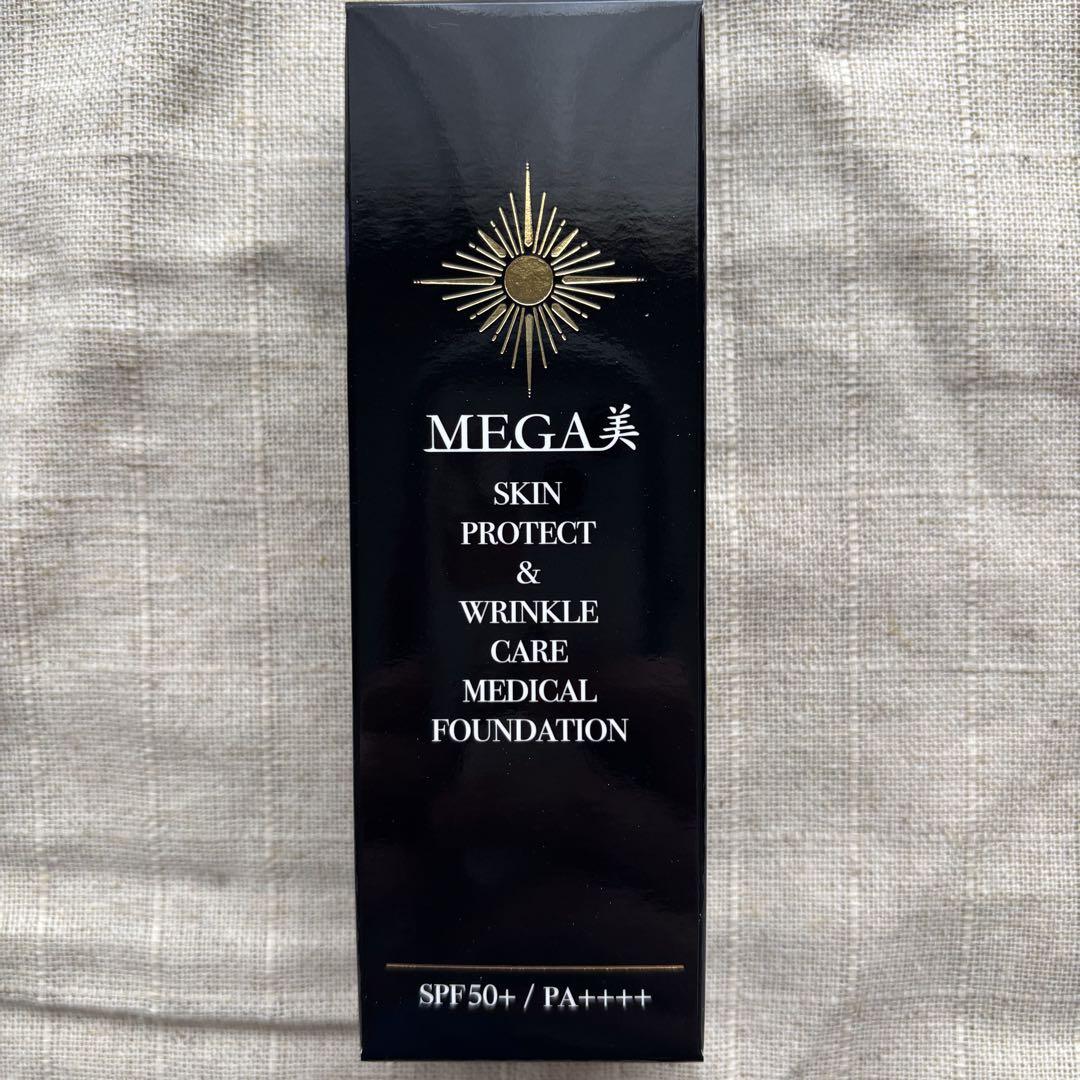 MEGA美
SKIN
PROTECT
&
WRINKLE
CARE
MEDICAL
FOUNDATION
SPF50+ / PA++++